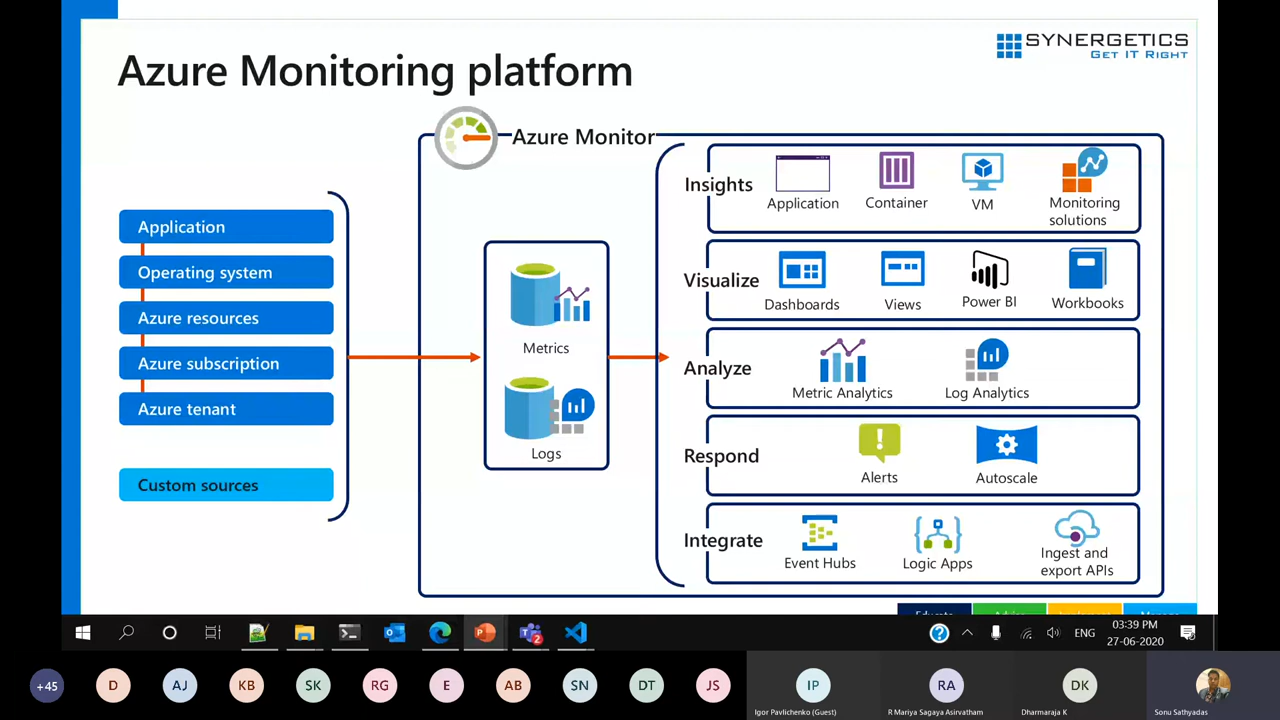 SYNERGETICS
GET IT RIGHT
Azure Monitoring platform
Azure Monitor
Application
Operating system
Azure resources
Azure subscription
Azure tenant
Custom sources
Metrics
Logs
Insights
Application
Container
VM
Monitoring
solutions
Visualize
Dashboards
Views
Power BI
Workbooks
Analyze
Metric Analytics
Log Analytics
Respond
Alerts
Autoscale
Integrate
Event Hubs
Logic Apps
Ingest and
export APIs
ENG
03:39 PM
27-06-2020
2
+45
D
AJ
KB
SK
RG
E
AB
SN
DT
JS
IP
RA
DK
Igor Pavlichenko (Guest)
R Mariya Sagaya Asirvatham
Dharmaraja K
Sonu Sathyadas